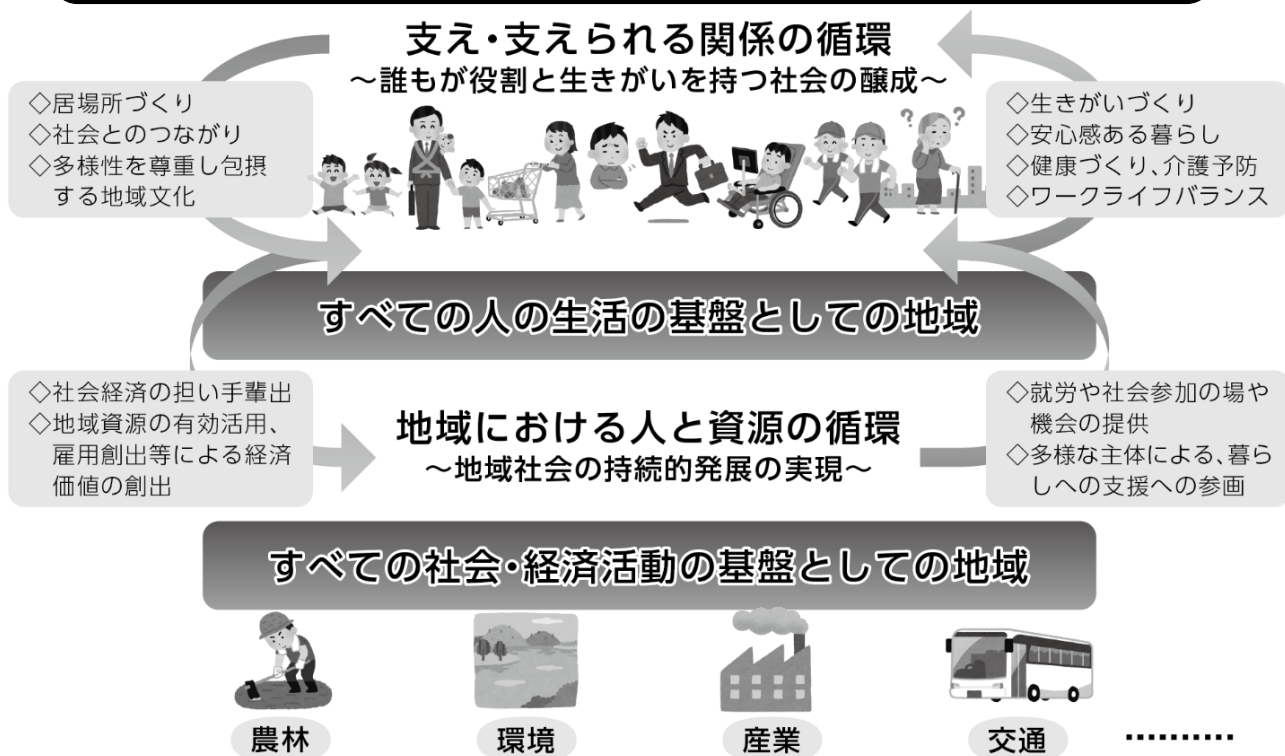 支え・支えられる関係の循環
～誰もが役割と生きがいを持つ社会の醸成～
◇居場所づくり
◇社会とのつながり
◇多様性を尊重し包摂
する地域文化
? ?
◇生きがいづくり
◇安心感ある暮らし
◇健康づくり、介護予防
◇ワークライフバランス
すべての人の生活の基盤としての地域
◇社会経済の担い手輩出
◇地域資源の有効活用、
雇用創出等による経済
価値の創出
地域における人と資源の循環
～地域社会の持続的発展の実現～
◇就労や社会参加の場や
機会の提供
◇多様な主体による、暮ら
しへの支援への参画
すべての社会・経済活動の基盤としての地域
農林
環境
産業
交通
‥‥‥‥‥